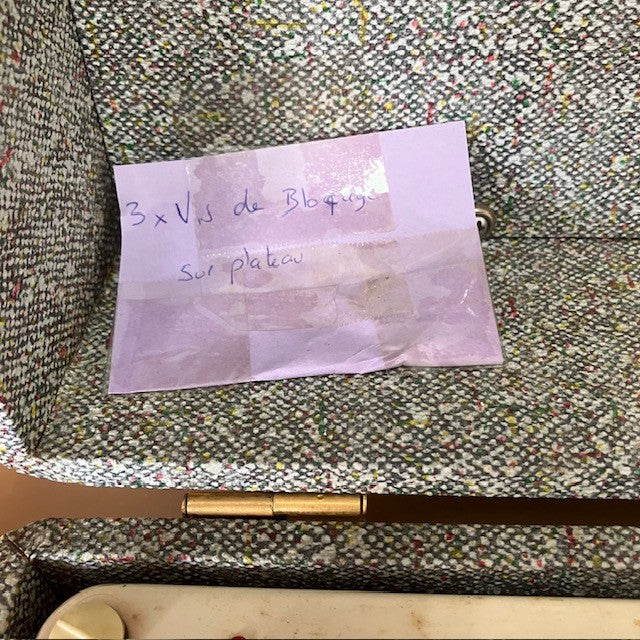 3 x Vis de Blocage
sur plateau